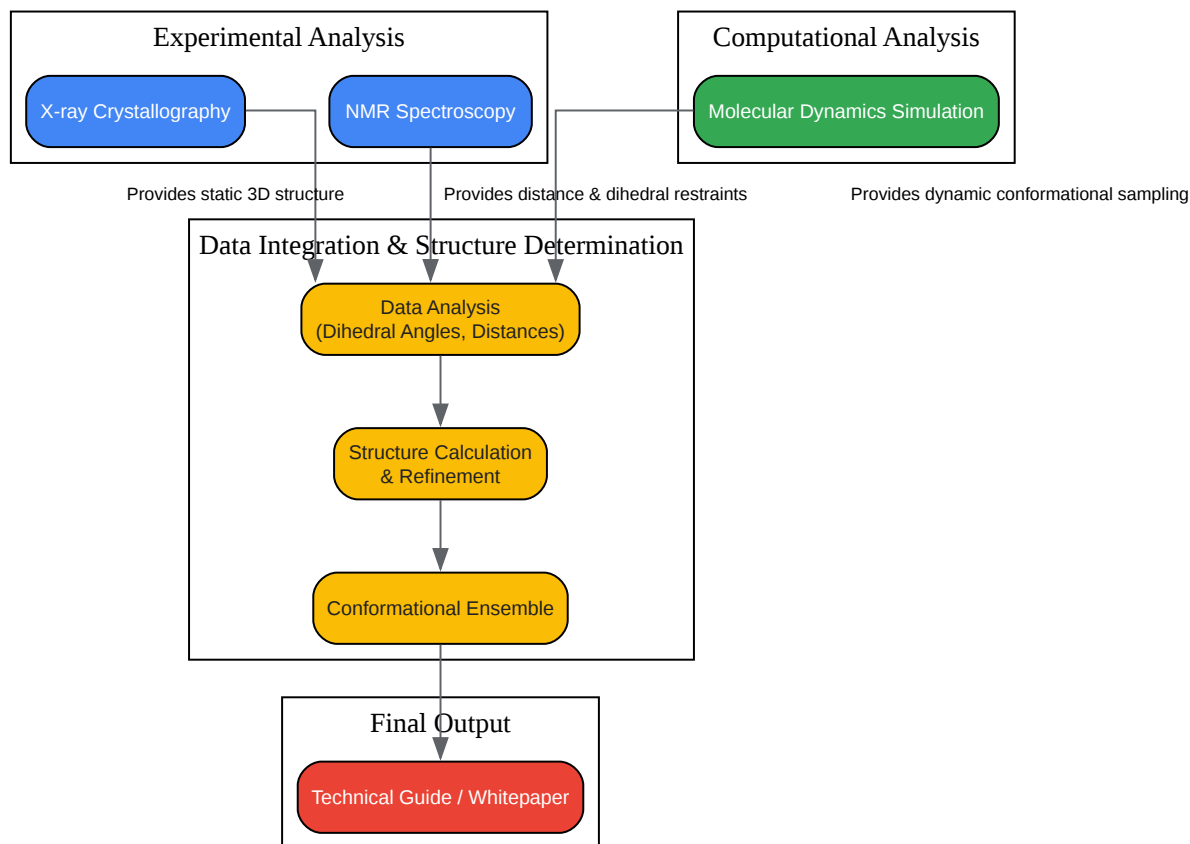 Experimental Analysis
Computational Analysis
X-ray Crystallography
NMR Spectroscopy
Molecular Dynamics Simulation
Provides static 3D structure
Provides distance & dihedral restraints
Provides dynamic conformational sampling
Data Integration & Structure Determination
Data Analysis
(Dihedral Angles, Distances)
Structure Calculation
& Refinement
Conformational Ensemble
Final Output
Technical Guide / Whitepaper